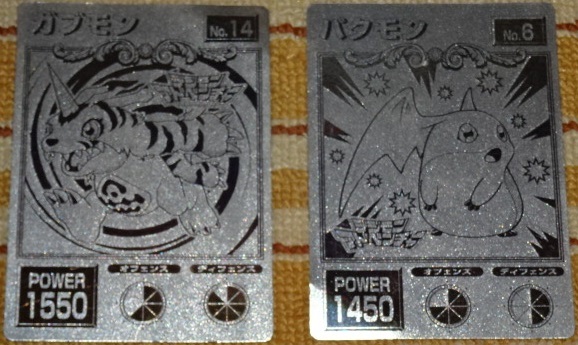 ガブモン
No.14
POWER
1550
オフェンス
ディフェンス
パタモン
No.6
POWER
1450
オフェンス
ディフェンス